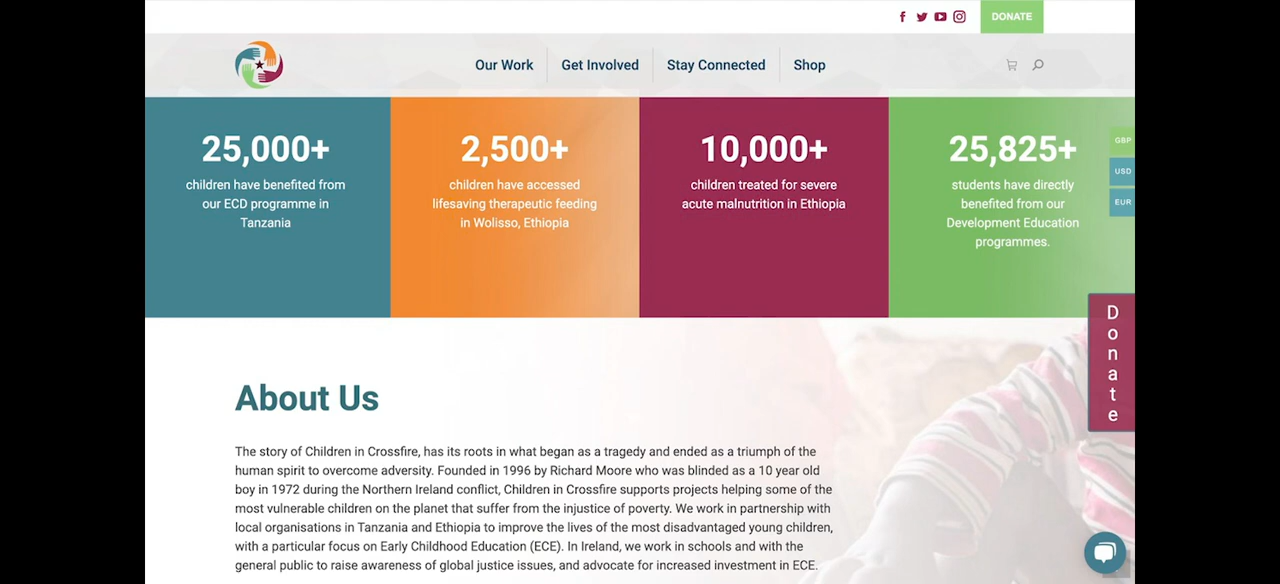 DONATE
Our Work
Get Involved
Stay Connected
Shop
25,000+
children have benefited from
our ECD programme in
Tanzania
2,500+
children have accessed
lifesaving therapeutic feeding
in Wolisso, Ethiopia
10,000+
children treated for severe
acute malnutrition in Ethiopia
25,825+
students have directly
benefited from our
Development Education
programmes.
GBP
USD
EUR
Donate
About Us
The story of Children in Crossfire, has its roots in what began as a tragedy and ended as a triumph of the
human spirit to overcome adversity. Founded in 1996 by Richard Moore who was blinded as a 10 year old
boy in 1972 during the Northern Ireland conflict, Children in Crossfire supports projects helping some of the
most vulnerable children on the planet that suffer from the injustice of poverty. We work in partnership with
local organisations in Tanzania and Ethiopia to improve the lives of the most disadvantaged young children,
with a particular focus on Early Childhood Education (ECE). In Ireland, we work in schools and with the
general public to raise awareness of global justice issues, and advocate for increased investment in ECE.